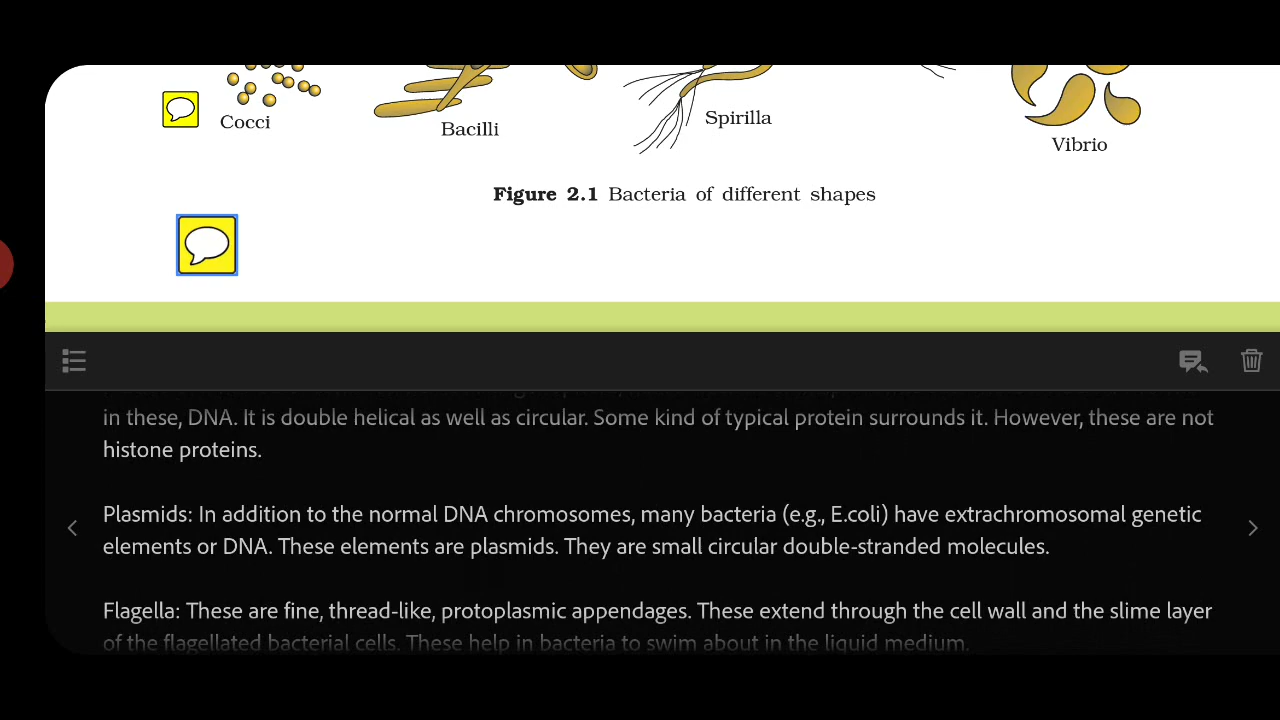 Cocci
Bacilli
Spirilla
Vibrio
Figure 2.1 Bacteria of different shapes
in these, DNA. It is double helical as well as circular. Some kind of typical protein surrounds it. However, these are not
histone proteins.
Plasmids: In addition to the normal DNA chromosomes, many bacteria (e.g., E.coli) have extrachromosomal genetic
elements or DNA. These elements are plasmids. They are small circular double-stranded molecules.
Flagella: These are fine, thread-like, protoplasmic appendages. These extend through the cell wall and the slime layer
of the flagellated bacterial cells. These help in bacteria to swim about in the liquid medium.